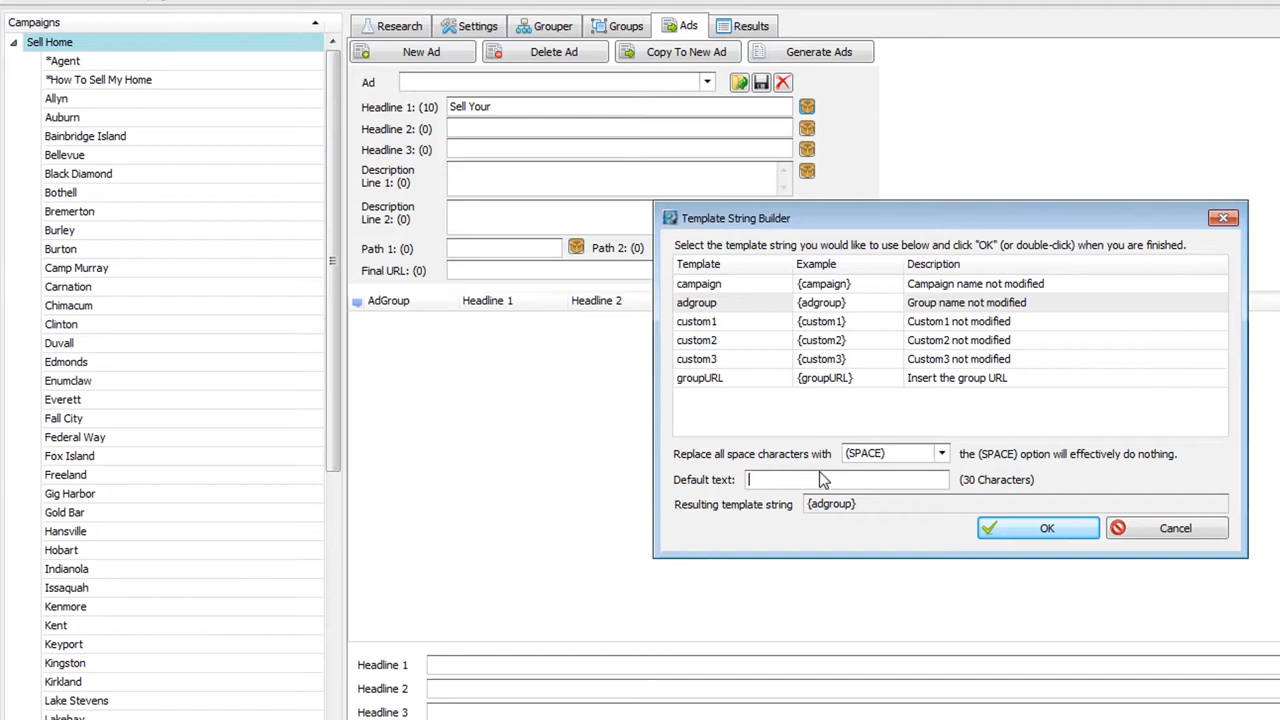 Campaigns
Sell Home
*Agent
*How To Sell My Home
Allyn
Auburn
Bainbridge Island
Bellevue
Black Diamond
Bothell
Bremerton
Burley
Burton
Camp Murray
Carnation
Chimacum
Clinton
Duvall
Edmonds
Enumclaw
Everett
Fall City
Federal Way
Fox Island
Freeland
Gig Harbor
Gold Bar
Hansville
Hobart
Indianola
Issaquah
Kenmore
Kent
Keyport
Kingston
Kirkland
Lake Stevens
Lakebay
Research Settings Grouper Groups Ads Results
New Ad Delete Ad Copy To New Ad Generate Ads
Ad
Headline 1: (10) Sell Your
Headline 2: (0)
Headline 3: (0)
Description
Line 1: (0)
Description
Line 2: (0)
Path 1: (0) Path 2: (0)
Final URL: (0)
AdGroup Headline 1 Headline 2
Template String Builder
Select the template string you would like to use below and click "OK" (or double-click) when you are finished.
Template Example Description
campaign {campaign} Campaign name not modified
adgroup {adgroup} Group name not modified
custom1 {custom1} Custom1 not modified
custom2 {custom2} Custom2 not modified
custom3 {custom3} Custom3 not modified
groupURL {groupURL} Insert the group URL
Replace all space characters with (SPACE) the (SPACE) option will effectively do nothing.
Default text: (30 Characters)
Resulting template string {adgroup}
OK Cancel
Headline 1
Headline 2
Headline 3